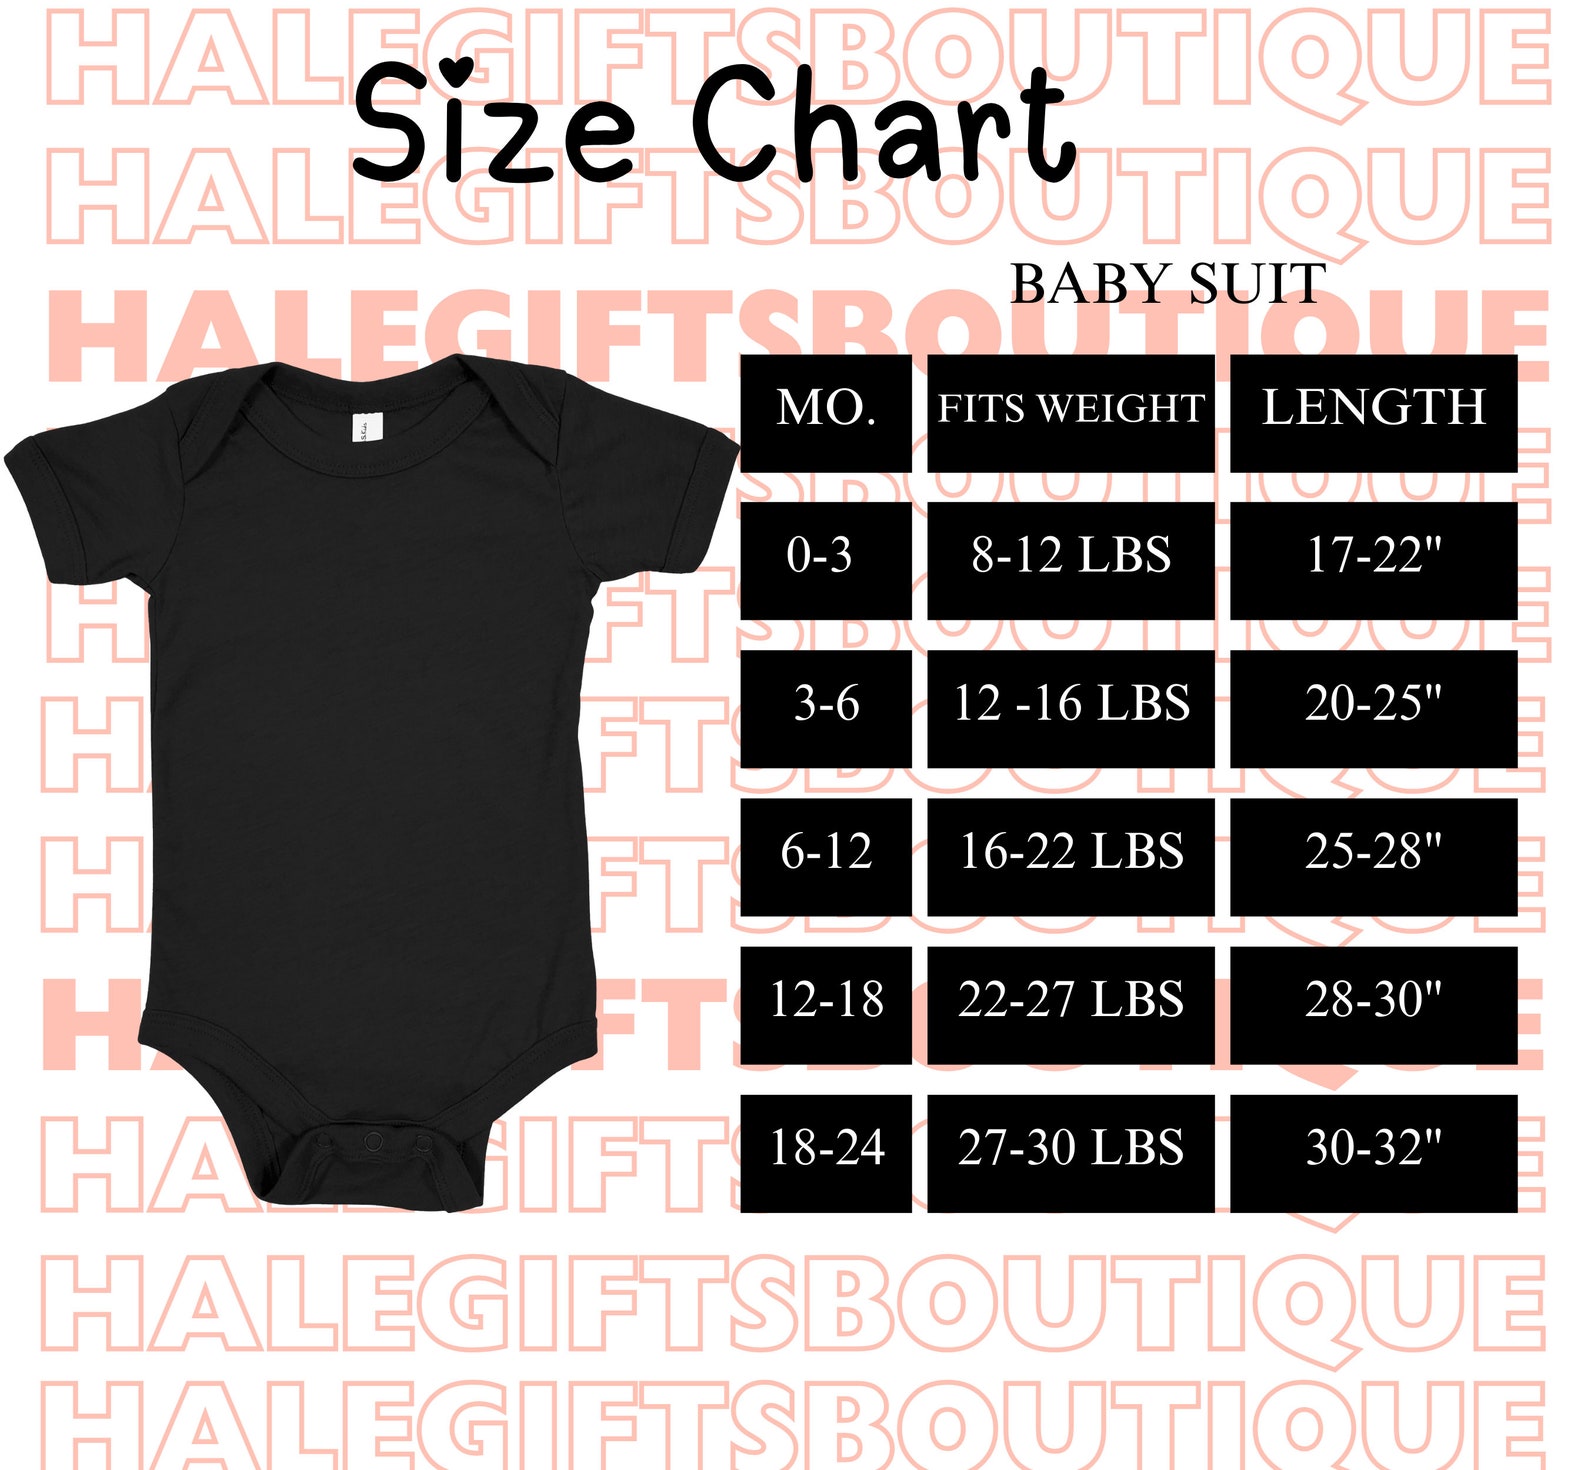 HALEGIFTSBOUTIQUE
Size Chart
HALEGIFTSBOUTIQUE
BABY SUIT
HALEGIFTSBOUTIQUE
MO. FITS WEIGHT LENGTH
0-3 8-12 LBS 17-22"
3-6 12 -16 LBS 20-25"
6-12 16-22 LBS 25-28"
12-18 22-27 LBS 28-30"
18-24 27-30 LBS 30-32"
HALEGIFTSBOUTIQUE
HALEGIFTSBOUTIQUE